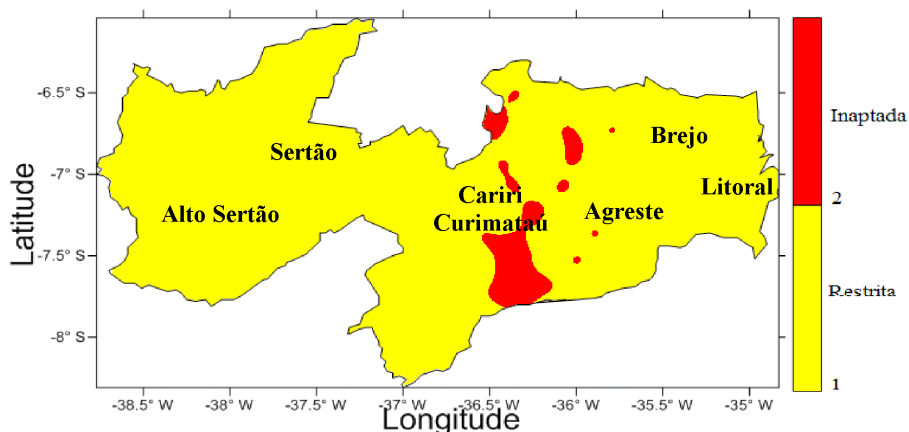 -6.5° S
-7° S
-7.5° S
-8° S
Latitude
Sertão
Alto Sertão
Cariri
Curimataú
Brejo
Litoral
Agreste
-38.5° W
-38° W
-37.5° W
-37° W
-36.5° W
-36° W
-35.5° W
-35° W
Longitude
Inaptada
2
Restrita
1